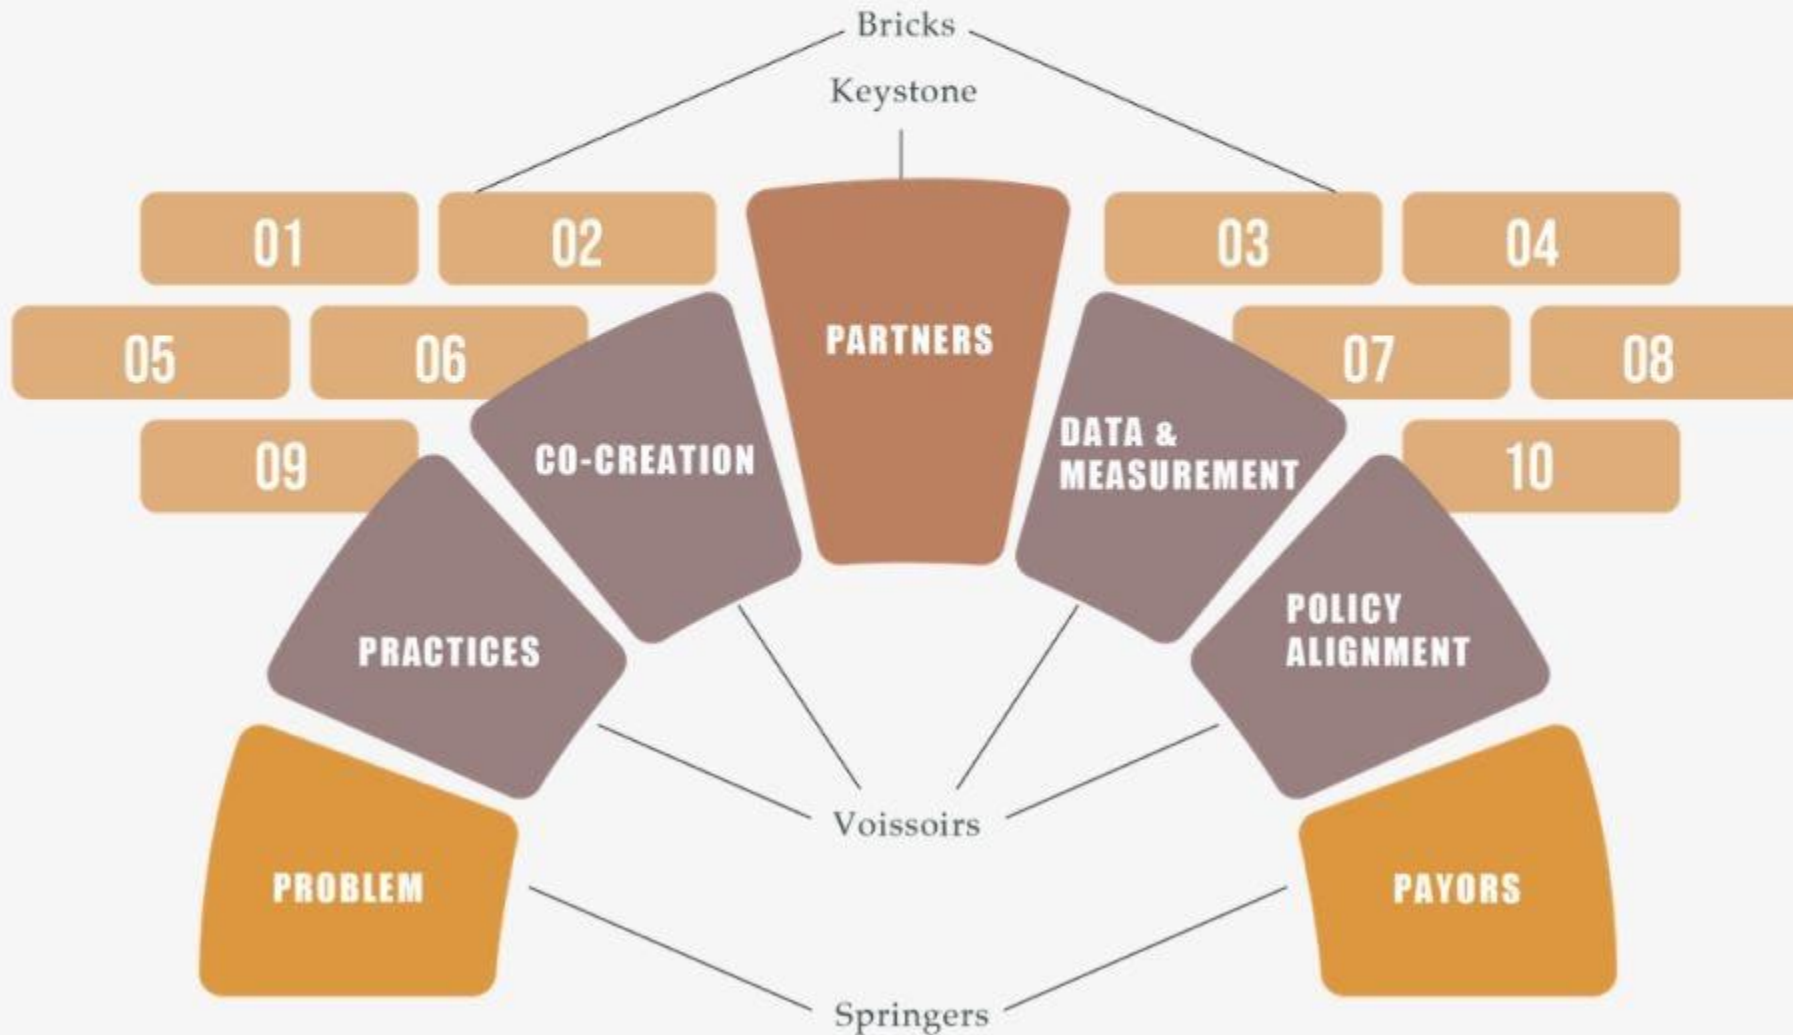 Bricks
Keystone
01
02
03
04
05
06
07
08
09
10
PARTNERS
CO-CREATION
DATA &
MEASUREMENT
PRACTICES
POLICY
ALIGNMENT
Voissoirs
PROBLEM
PAYORS
Springers